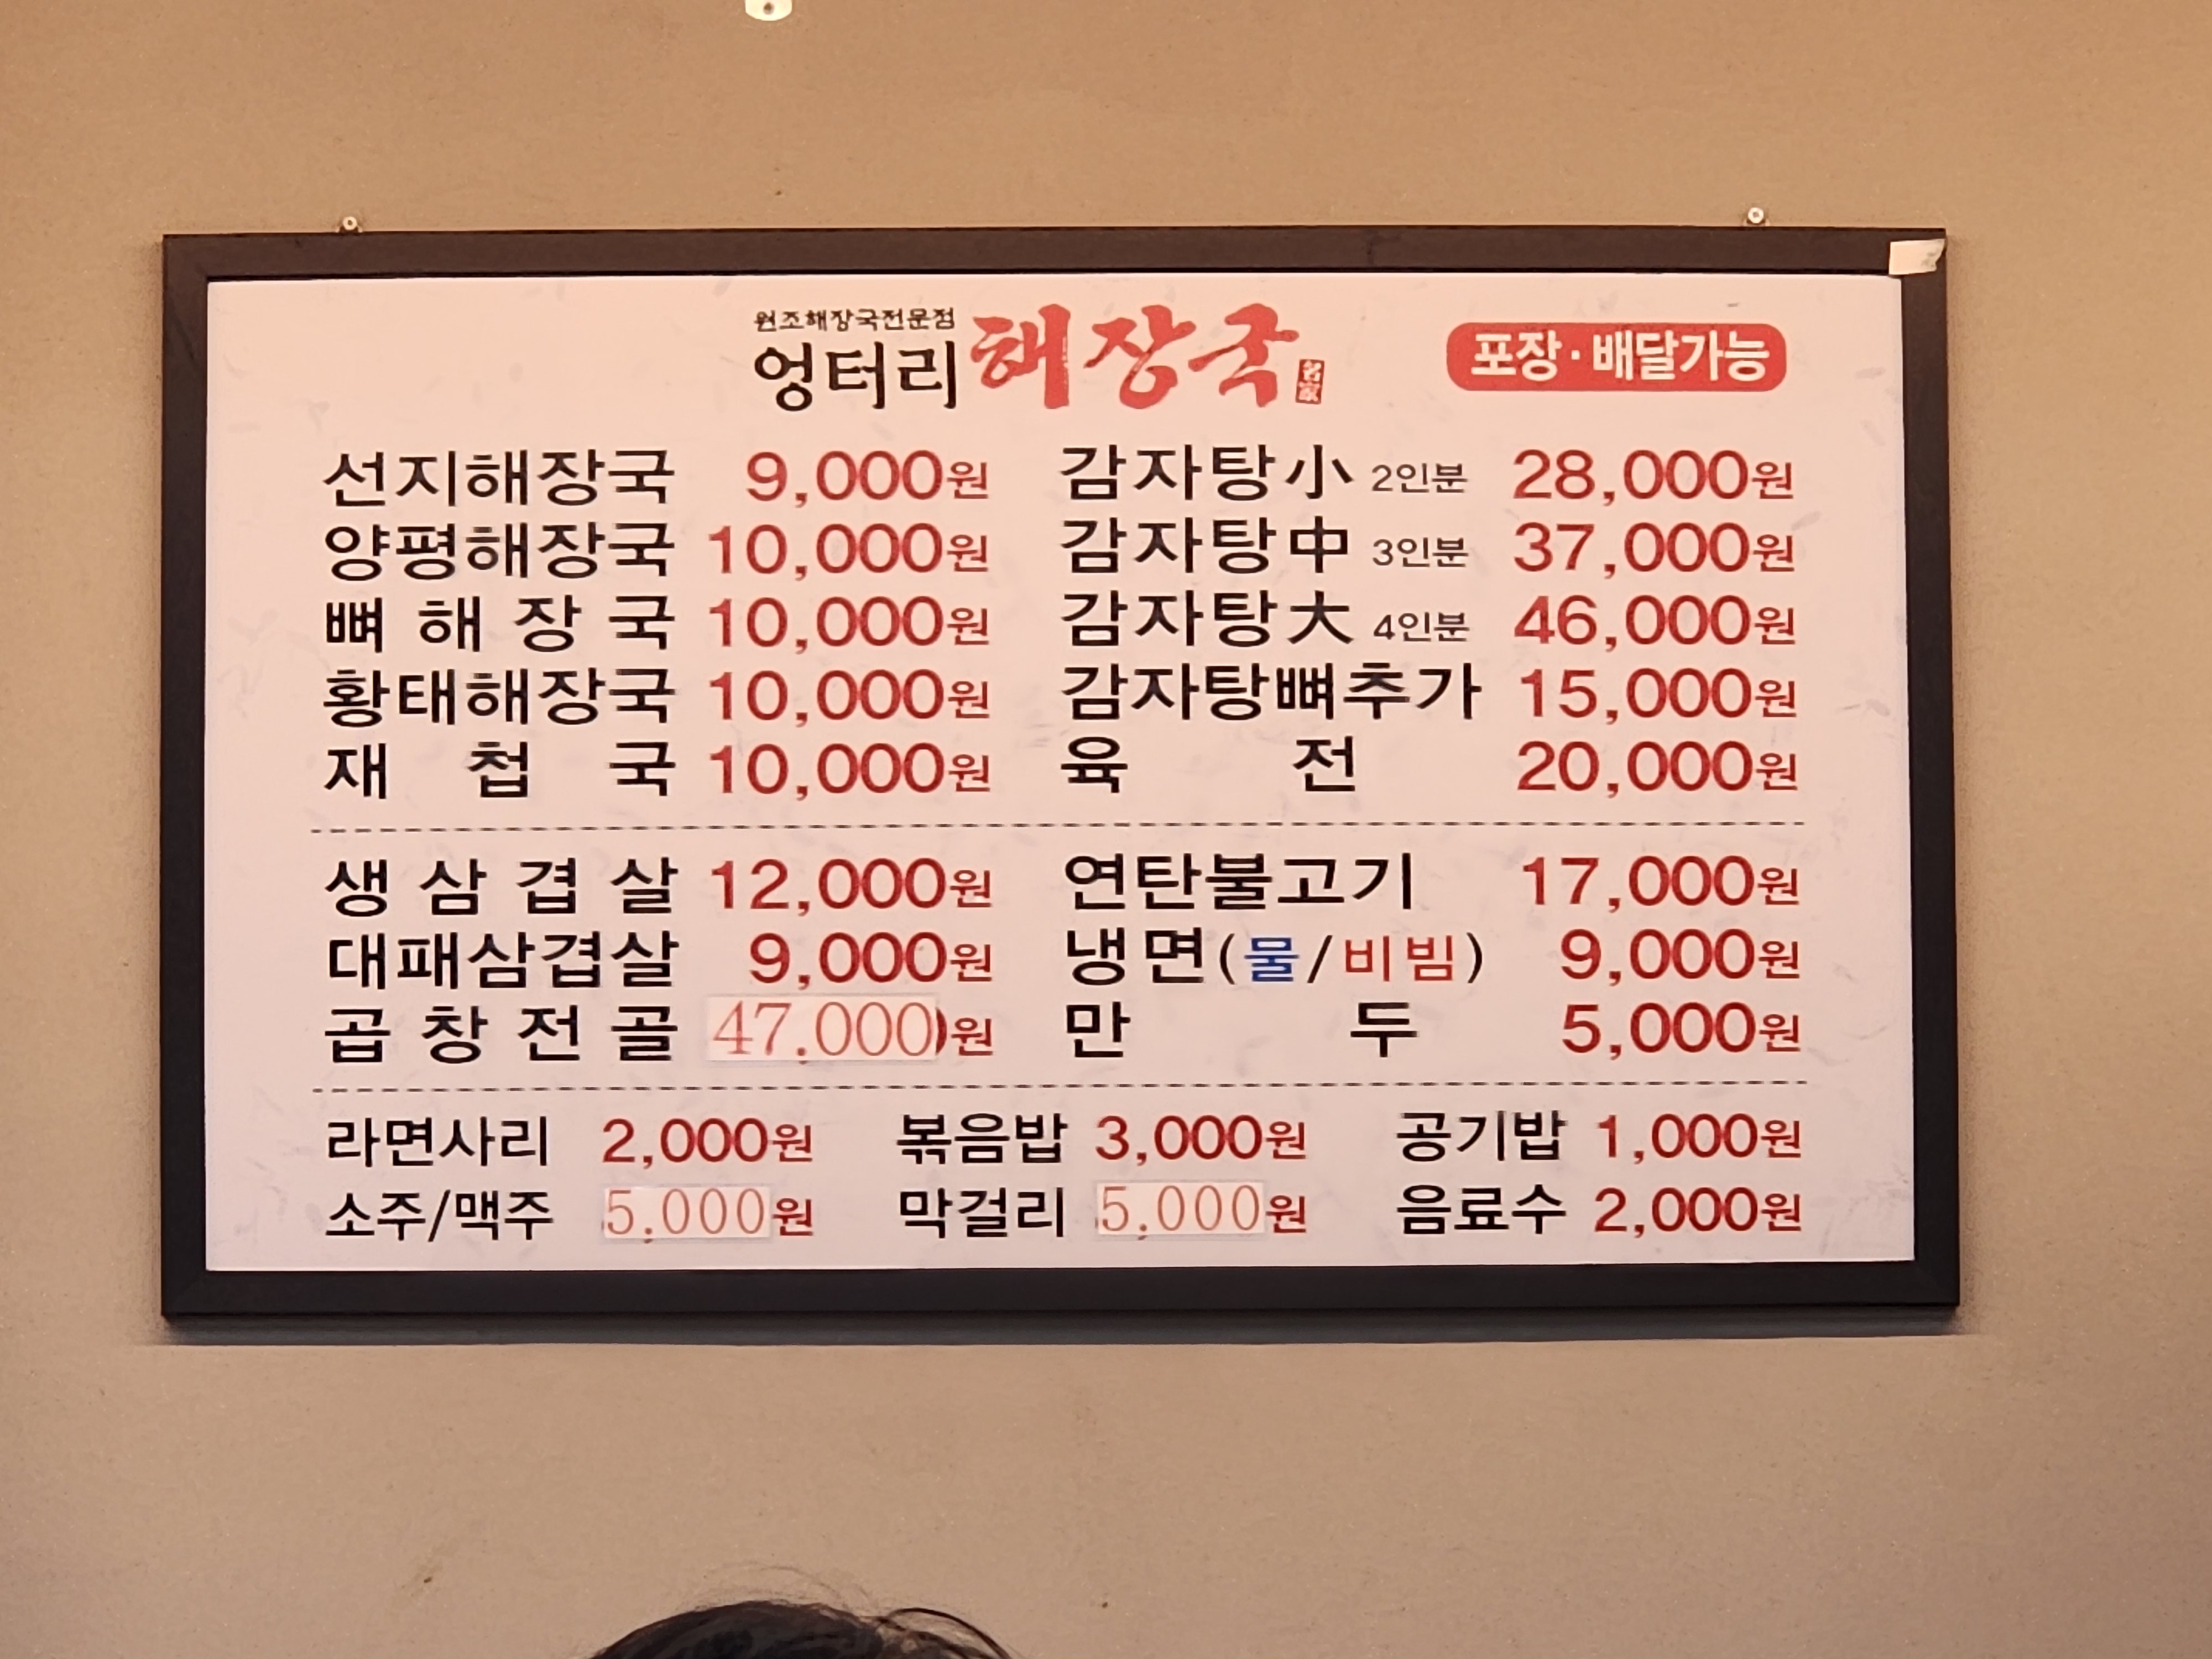 원조해장국전문점
엉터리 해장국 名家
포장·배달가능
선지해장국 9,000원
양평해장국 10,000원
뼈해장국 10,000원
황태해장국 10,000원
재첩국 10,000원
감자탕小 2인분 28,000원
감자탕中 3인분 37,000원
감자탕大 4인분 46,000원
감자탕뼈추가 15,000원
육전 20,000원
생삼겹살 12,000원
대패삼겹살 9,000원
곱창전골 47,000원
연탄불고기 17,000원
냉면(물/비빔) 9,000원
만두 5,000원
라면사리 2,000원 볶음밥 3,000원 공기밥 1,000원
소주/맥주 5,000원 막걸리 5,000원 음료수 2,000원